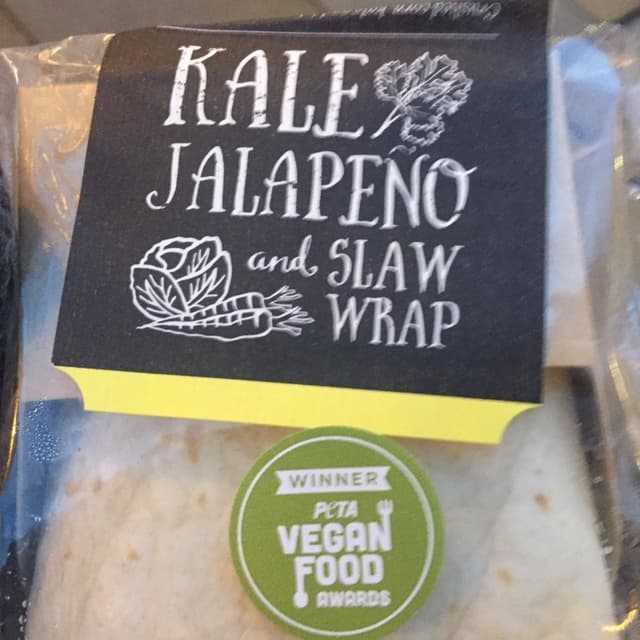 KALE
JALAPENO
and SLAW
WRAP
WINNER
PeTA
VEGAN
FOOD
AWARDS